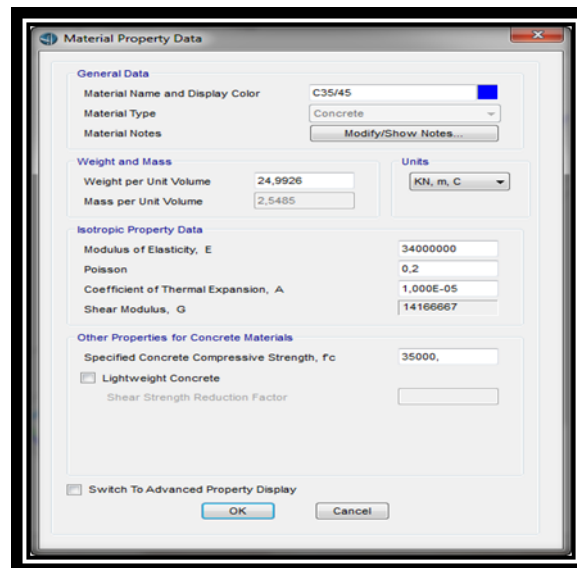 Material Property Data
General Data
Material Name and Display Color C35/45
Material Type Concrete
Material Notes Modify/Show Notes...
Weight and Mass Units
Weight per Unit Volume 24,9926 KN, m, C
Mass per Unit Volume 2,5485
Isotropic Property Data
Modulus of Elasticity, E 34000000
Poisson 0,2
Coefficient of Thermal Expansion, A 1,000E-05
Shear Modulus, G 14166667
Other Properties for Concrete Materials
Specified Concrete Compressive Strength, f'c 35000,
Lightweight Concrete
Shear Strength Reduction Factor
Switch To Advanced Property Display
OK Cancel